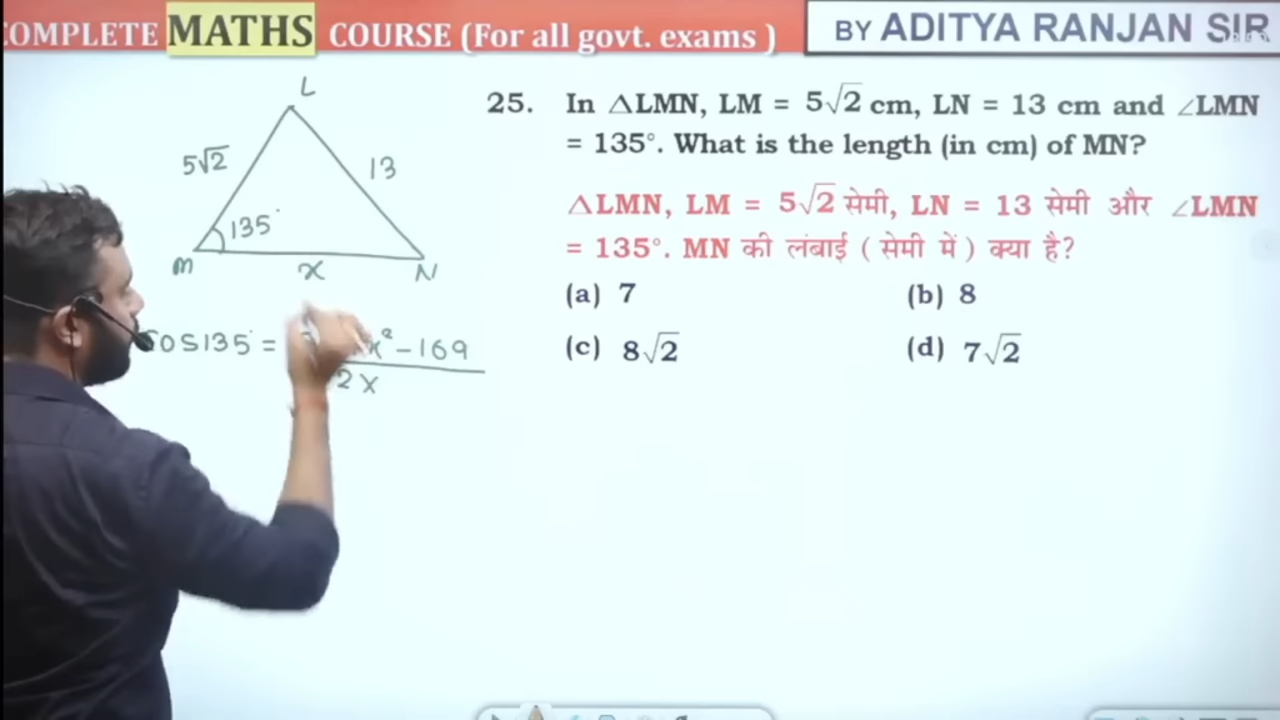 OMPLETE MATHS COURSE (For all govt. exams )
BY ADITYA RANJAN SIR
L
5√2
13
135°
M
x
N
cos135° =
x² - 169
2x
25. In △LMN, LM = 5√2 cm, LN = 13 cm and ∠LMN
= 135°. What is the length (in cm) of MN?
△LMN, LM = 5√2 सेमी, LN = 13 सेमी और ∠LMN
= 135°. MN की लंबाई ( सेमी में ) क्या है?
(a) 7
(b) 8
(c) 8√2
(d) 7√2